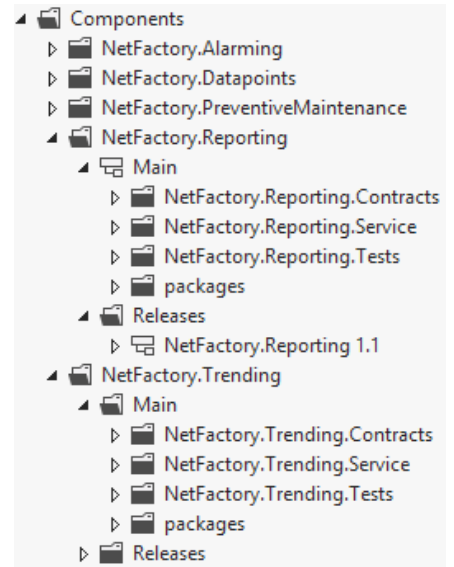 Components
NetFactory.Alarming
NetFactory.Datapoints
NetFactory.PreventiveMaintenance
NetFactory.Reporting
Main
NetFactory.Reporting.Contracts
NetFactory.Reporting.Service
NetFactory.Reporting.Tests
packages
Releases
NetFactory.Reporting 1.1
NetFactory.Trending
Main
NetFactory.Trending.Contracts
NetFactory.Trending.Service
NetFactory.Trending.Tests
packages
Releases